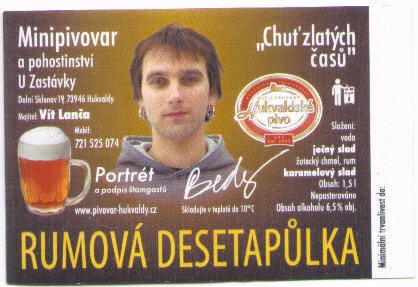 Minipivovar
a pohostinství
U Zastávky
Dolní Sklenov 19 73946 Hukvaldy
Majitel: Vít Lanča
Mobil:
721 525 074
Portrét
a podpis štamgastů
www.pivovar-hukvaldy.cz
„Chuť zlatých
časů“
Hukvaldské
pivo
Složení:
voda
ječný slad
žatecký chmel, rum
karamelový slad
Obsah: 1,5 l
Nepasterováno
Obsah alkoholu 6,5% obj.
Skladujte v teplotě do 10°C
RUMOVÁ DESETAPŮLKA
Minimální trvanlivost do: